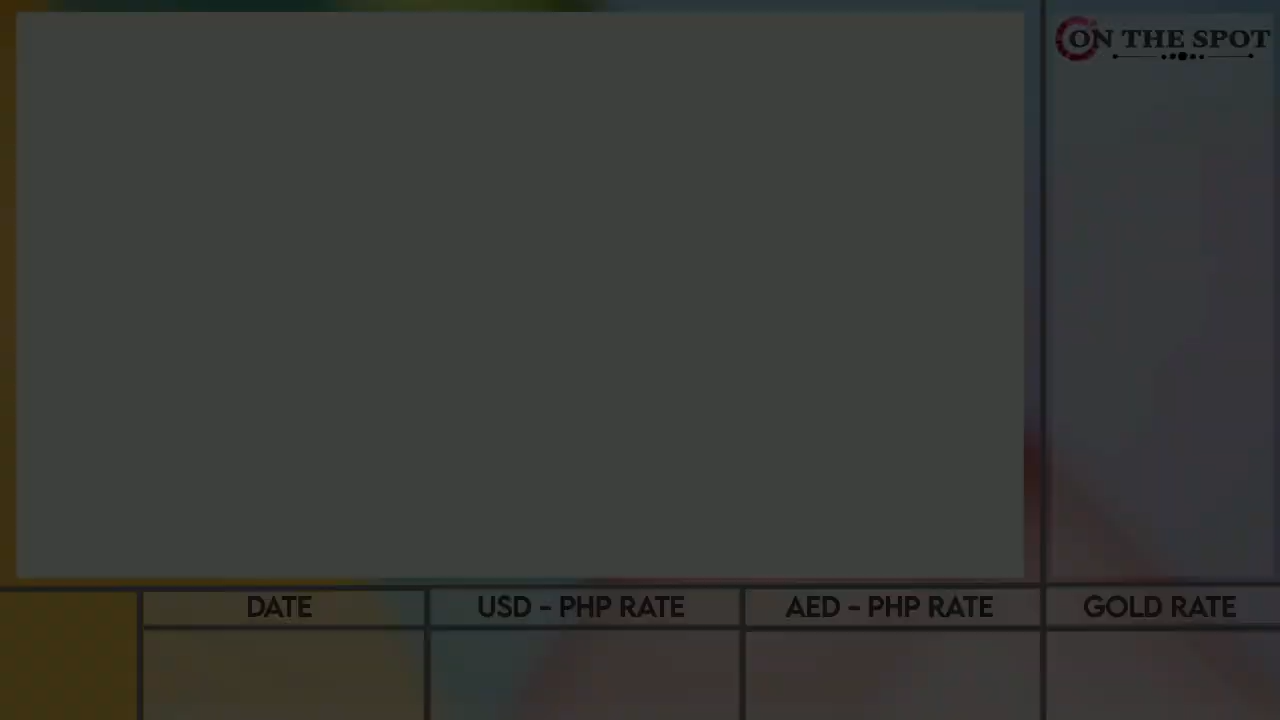 ON THE SPOT
DATE
USD - PHP RATE
AED - PHP RATE
GOLD RATE